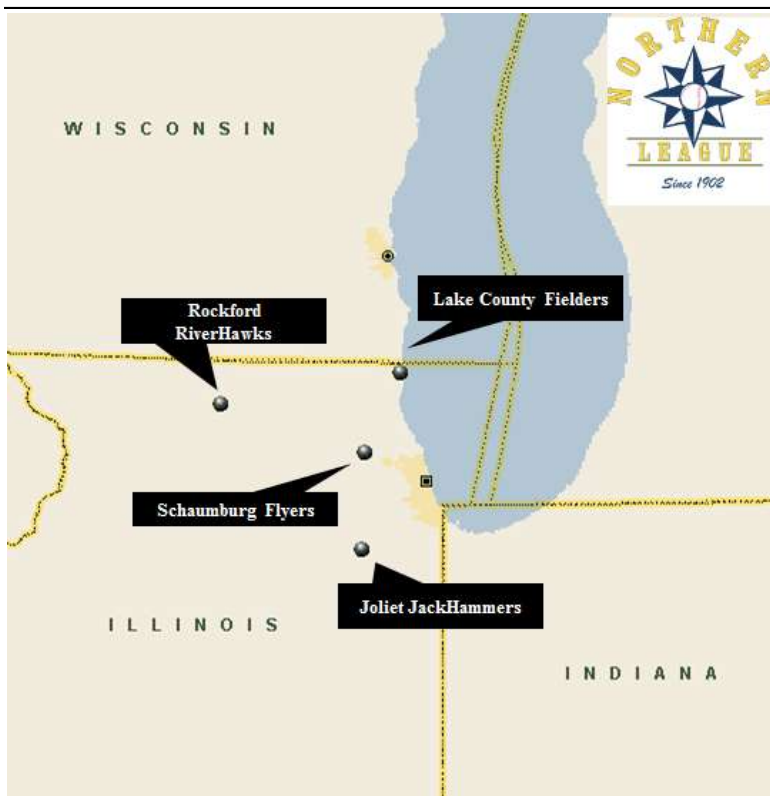 NORTHERN
LEAGUE
Since 1902
WISCONSIN
Lake County Fielders
Rockford
RiverHawks
Schaumburg Flyers
Joliet JackHammers
ILLINOIS
INDIANA